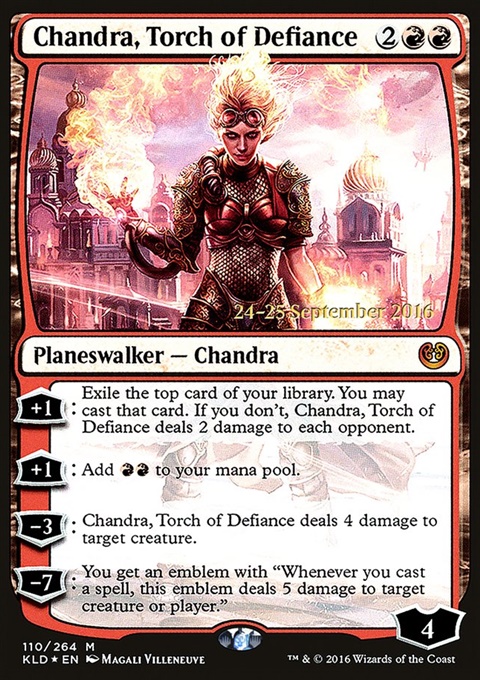 Chandra, Torch of Defiance 2
24-25 September 2016
Planeswalker — Chandra
+1 : Exile the top card of your library. You may
cast that card. If you don't, Chandra, Torch of
Defiance deals 2 damage to each opponent.
+1 : Add to your mana pool.
-3 : Chandra, Torch of Defiance deals 4 damage to
target creature.
-7 : You get an emblem with “Whenever you cast
a spell, this emblem deals 5 damage to target
creature or player.”
4
110/264 M
KLD ★ EN Magali Villeneuve ™ & © 2016 Wizards of the Coast